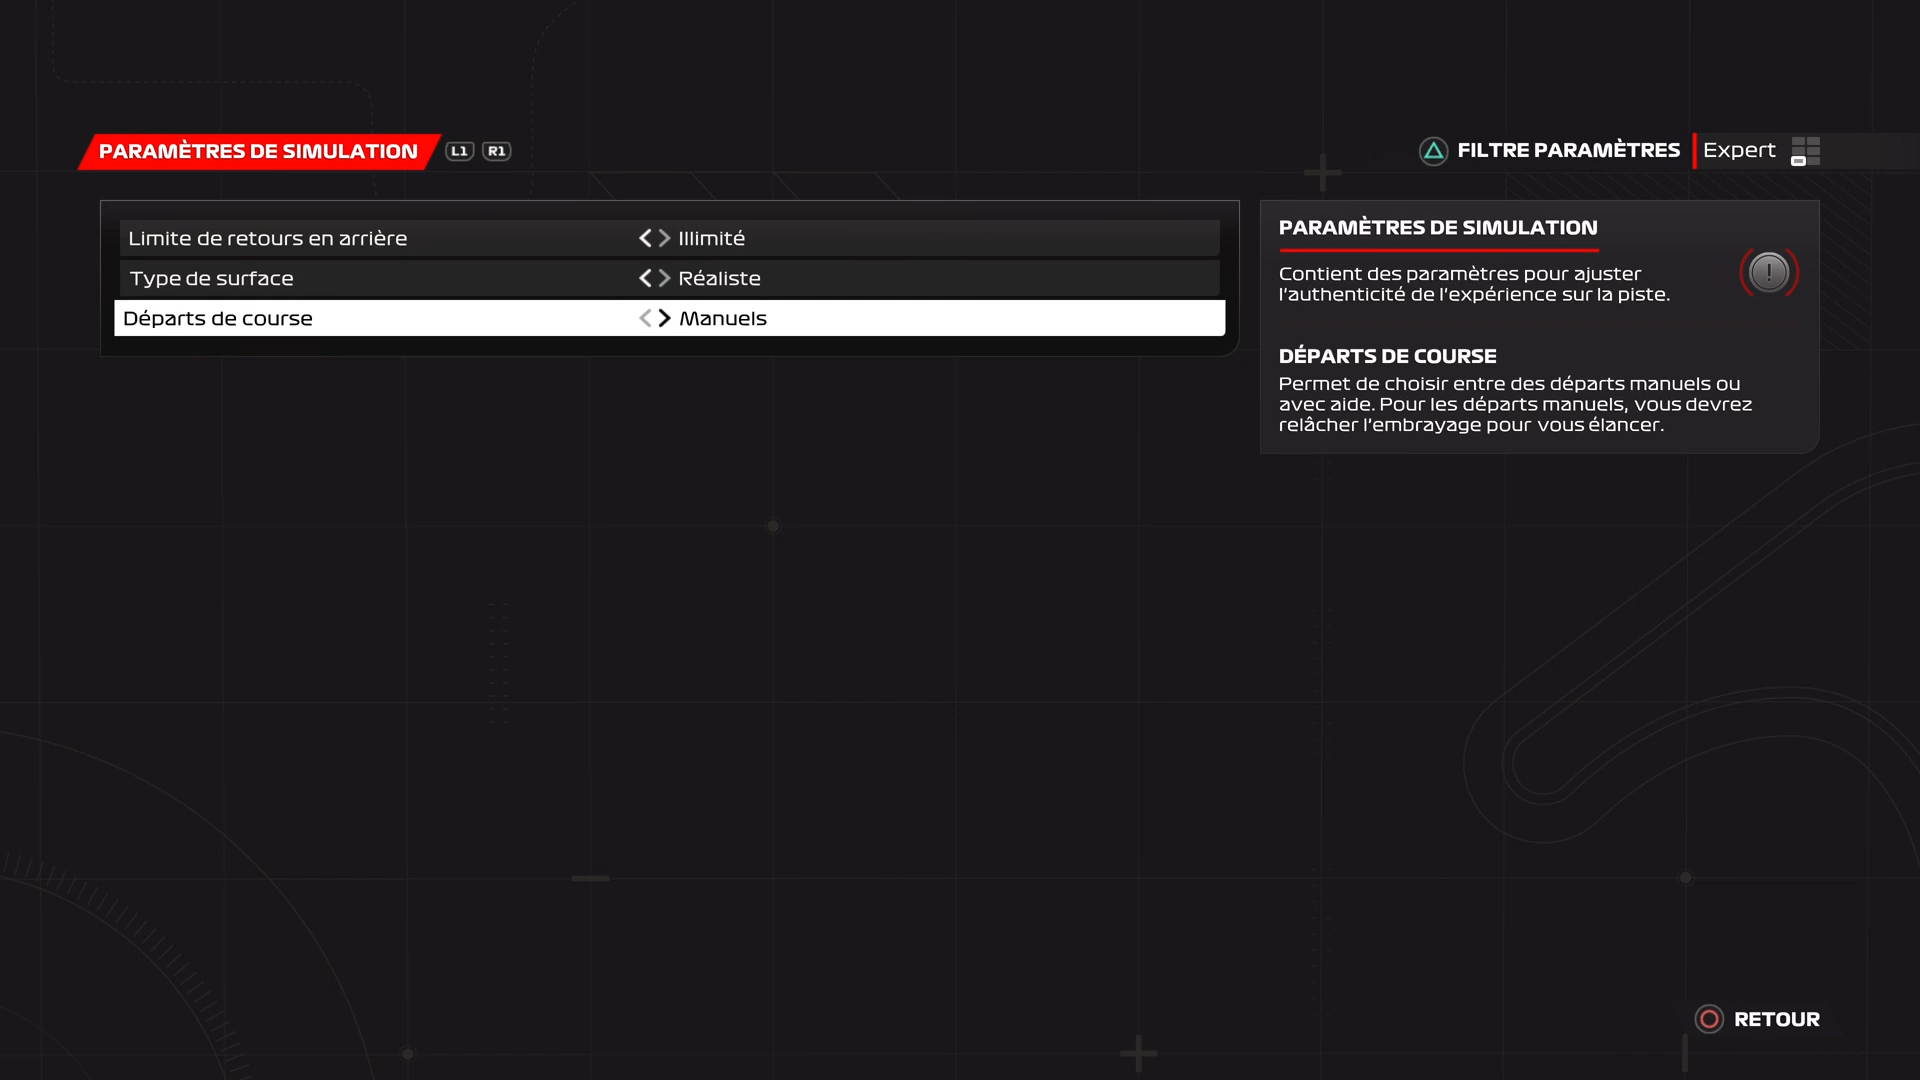 PARAMÈTRES DE SIMULATION L1 R1
FILTRE PARAMÈTRES Expert
Limite de retours en arrière Illimité
Type de surface Réaliste
Départs de course Manuels
PARAMÈTRES DE SIMULATION
Contient des paramètres pour ajuster
l'authenticité de l'expérience sur la piste.
DÉPARTS DE COURSE
Permet de choisir entre des départs manuels ou
avec aide. Pour les départs manuels, vous devrez
relâcher l'embrayage pour vous élancer.
RETOUR